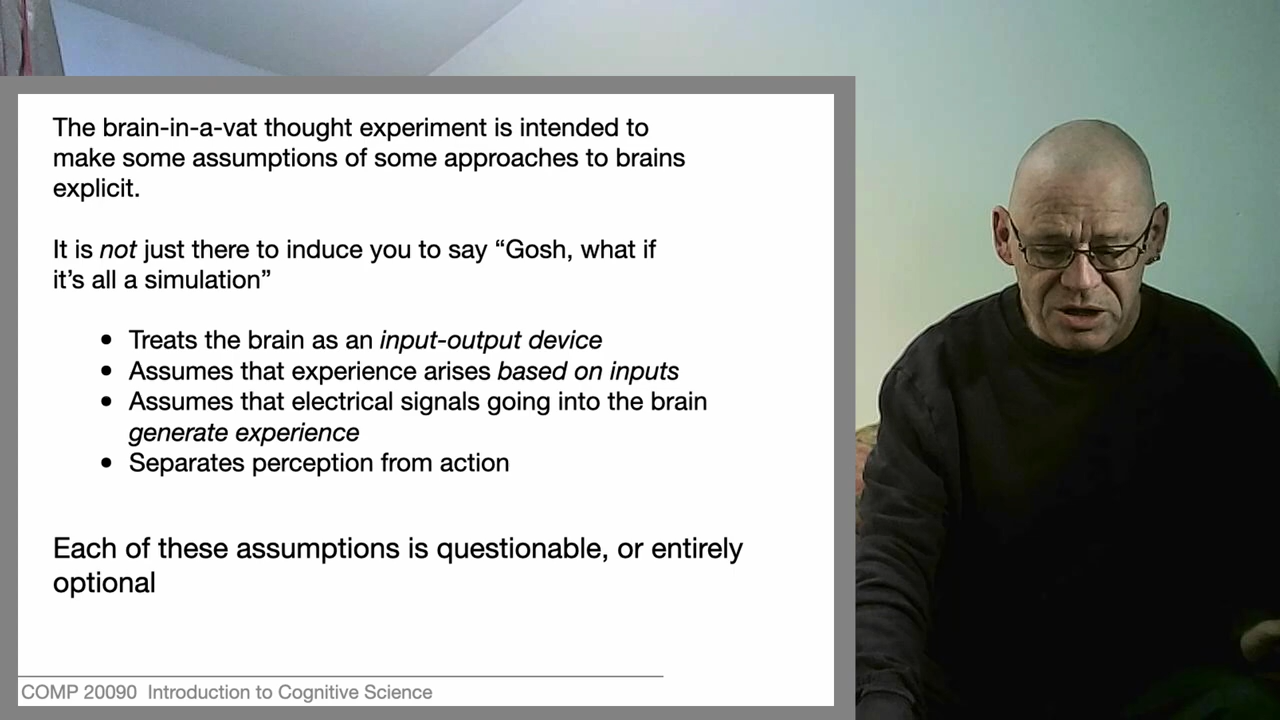 The brain-in-a-vat thought experiment is intended to
make some assumptions of some approaches to brains
explicit.
It is not just there to induce you to say “Gosh, what if
it’s all a simulation”
• Treats the brain as an input-output device
• Assumes that experience arises based on inputs
• Assumes that electrical signals going into the brain
generate experience
• Separates perception from action
Each of these assumptions is questionable, or entirely
optional
COMP 20090 Introduction to Cognitive Science